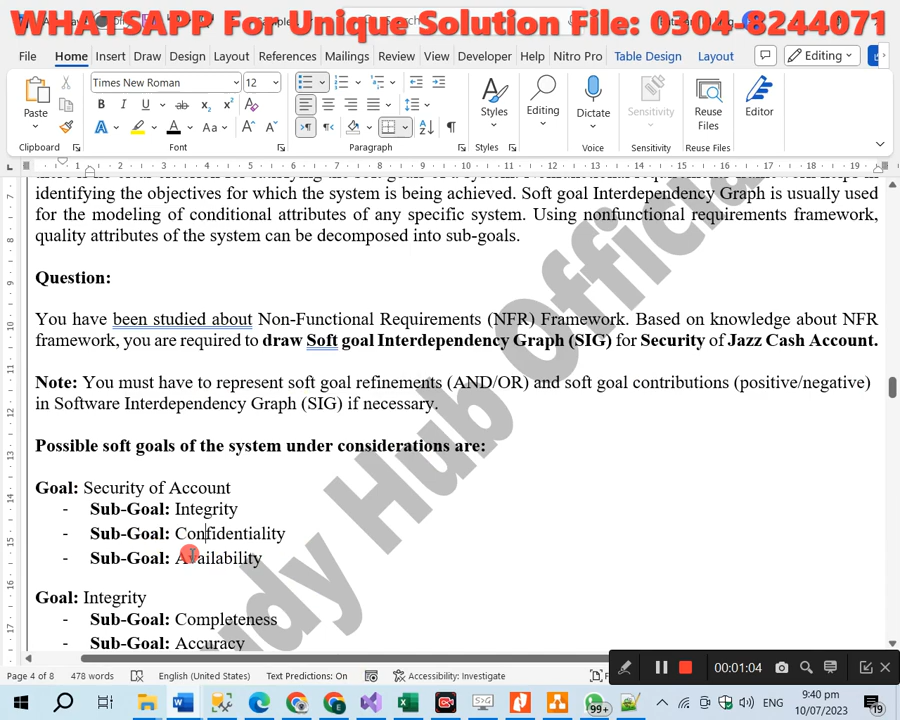 WHATSAPP For Unique Solution File: 0304-8244071
File Home Insert Draw Design Layout References Mailings Review View Developer Help Nitro Pro Table Design Layout Editing
Times New Roman 12
Paste Styles Editing Dictate Sensitivity Reuse Files Editor
Clipboard Font Paragraph Styles Voice Sensitivity Reuse Files
identifying the objectives for which the system is being achieved. Soft goal Interdependency Graph is usually used
for the modeling of conditional attributes of any specific system. Using nonfunctional requirements framework,
quality attributes of the system can be decomposed into sub-goals.
Question:
You have been studied about Non-Functional Requirements (NFR) Framework. Based on knowledge about NFR
framework, you are required to draw Soft goal Interdependency Graph (SIG) for Security of Jazz Cash Account.
Note: You must have to represent soft goal refinements (AND/OR) and soft goal contributions (positive/negative)
in Software Interdependency Graph (SIG) if necessary.
Possible soft goals of the system under considerations are:
Goal: Security of Account
- Sub-Goal: Integrity
- Sub-Goal: Confidentiality
- Sub-Goal: Availability
Goal: Integrity
- Sub-Goal: Completeness
- Sub-Goal: Accuracy
udy Hub Official
00:01:04
Page 4 of 8 478 words English (United States) Text Predictions: On Accessibility: Investigate
99+ ENG 9:40 pm
10/07/2023 19